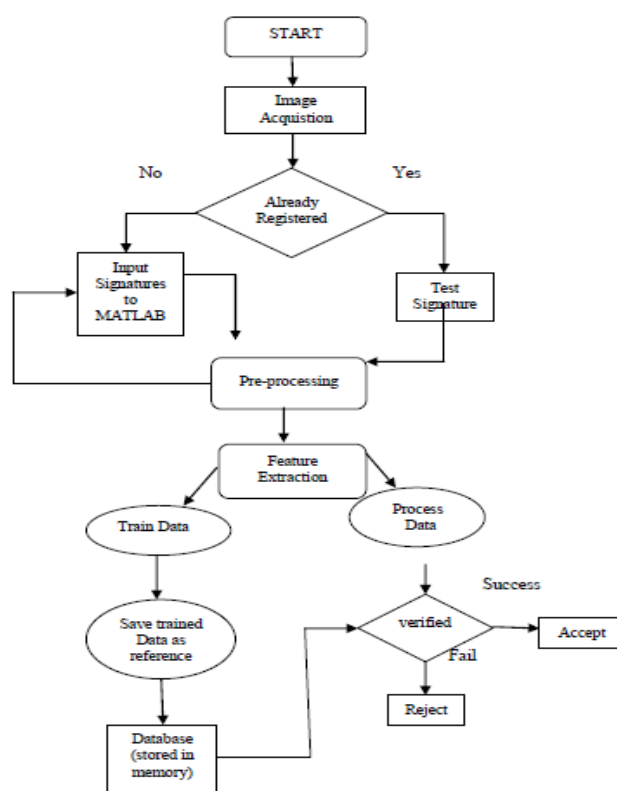 START
Image
Acquistion
No
Yes
Already
Registered
Input
Signatures
to
MATLAB
Test
Signature
Pre-processing
Feature
Extraction
Train Data
Process
Data
Success
Save trained
Data as
reference
verified
Accept
Fail
Reject
Database
(stored in
memory)